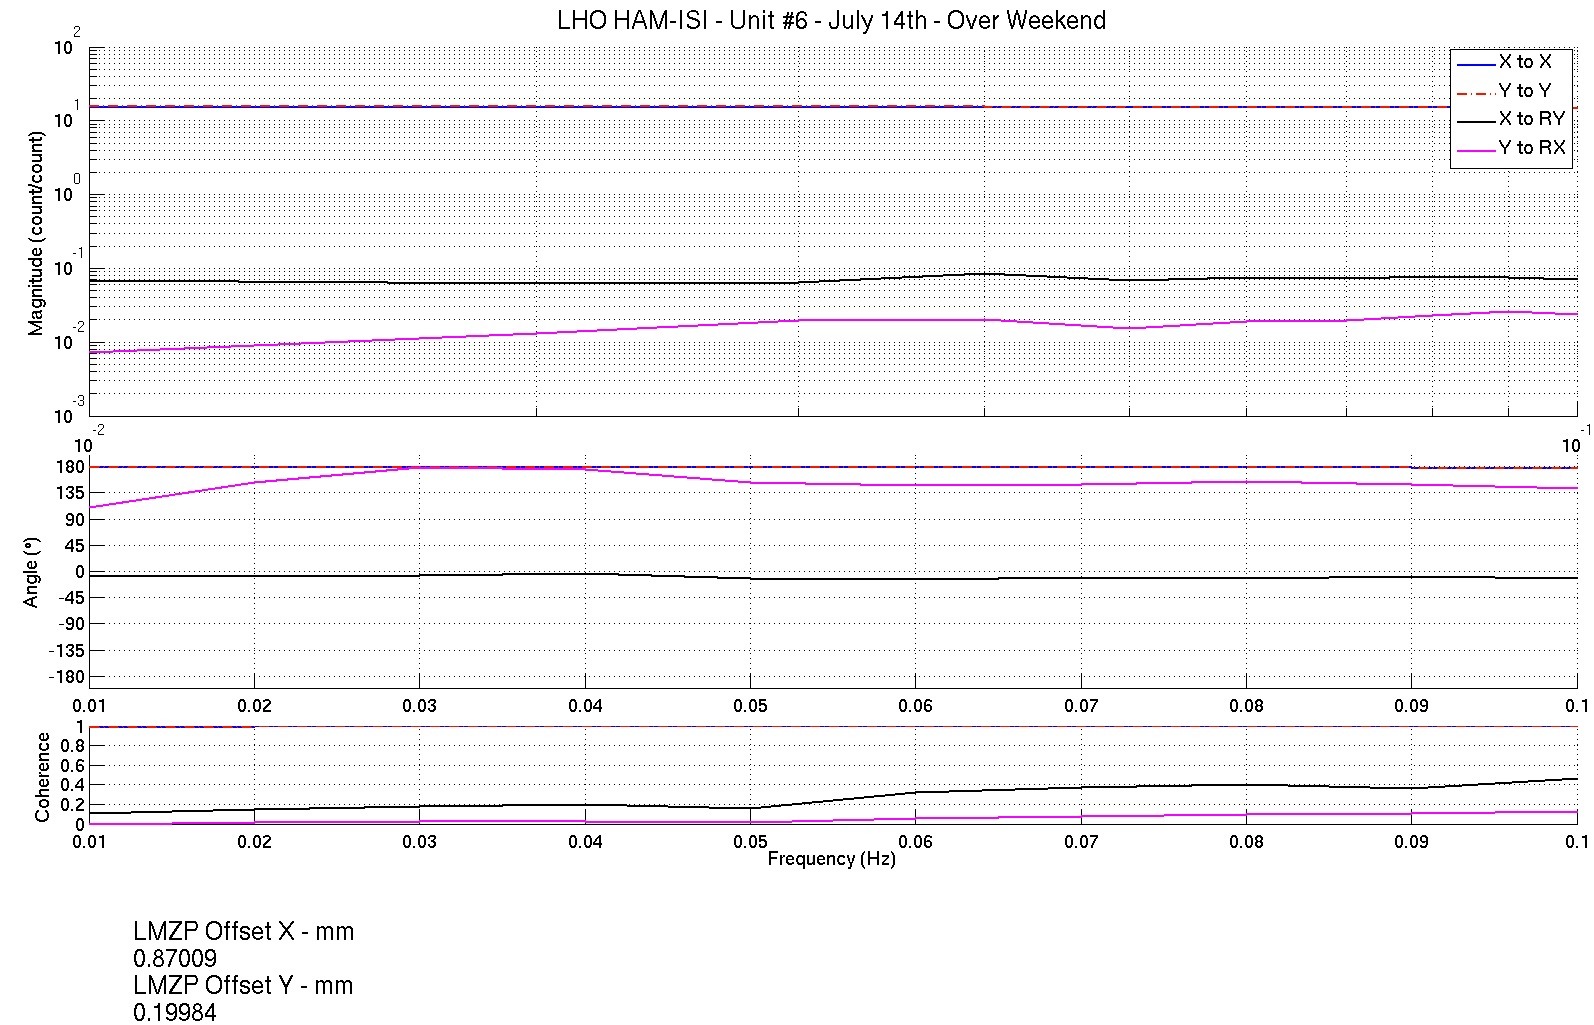 LHO HAM-ISI - Unit #6 - July 14th - Over Weekend
Magnitude (count/count)
10^2
10^1
10^0
10^-1
10^-2
10^-3
X to X
Y to Y
X to RY
Y to RX
10^-2 10^-1
Angle (°)
180
135
90
45
0
-45
-90
-135
-180
0.01 0.02 0.03 0.04 0.05 0.06 0.07 0.08 0.09 0.1
Coherence
1
0.8
0.6
0.4
0.2
0
0.01 0.02 0.03 0.04 0.05 0.06 0.07 0.08 0.09 0.1
Frequency (Hz)
LMZP Offset X - mm
0.87009
LMZP Offset Y - mm
0.19984